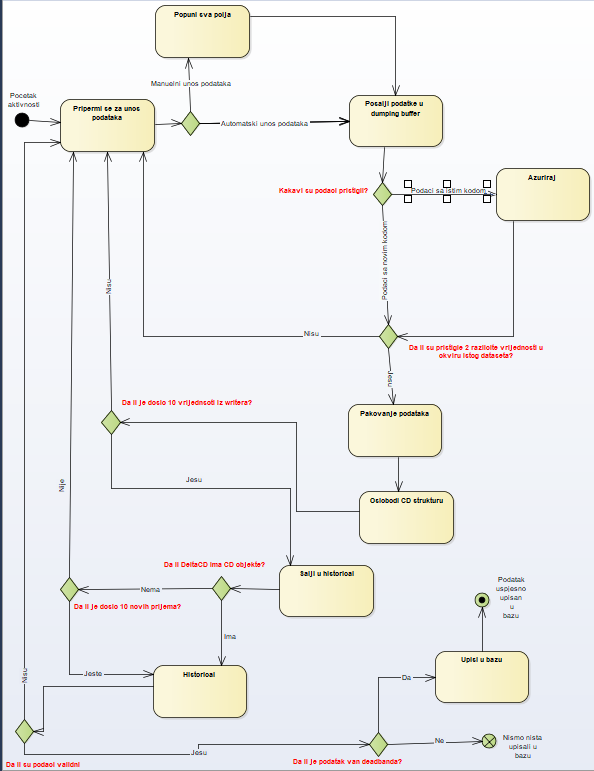 Popuni sva polja
Manuelni unos podataka
Pocetak
aktivnosti
Pripermi se za unos
podataka
Automatski unos podataka
Posalji podatke u
dumping buffer
Kakavi su podaci pristigli?
Podaci sa istim kodom
Azuriraj
Podaci sa novim kodom
Nisu
Nisu
Da li su pristigle 2 razlicite vrijednosti u
okviru istog dataseta?
Jesu
Da li je doslo 10 vrijednsoti iz writera?
Pakovanje podataka
Nije
Jesu
Oslobodi CD strukturu
Da li DeltaCD ima CD objekte?
Salji u historical
Nema
Da li je doslo 10 novih prijema?
Podatak
uspjesno
upisan
u
bazu
Ima
Jeste
Historical
Upisi u bazu
Nisu
Da
Ne
Nismo nista
upisali u
bazu
Jesu
Da li su podaci validni
Da li je podatak van deadbanda?